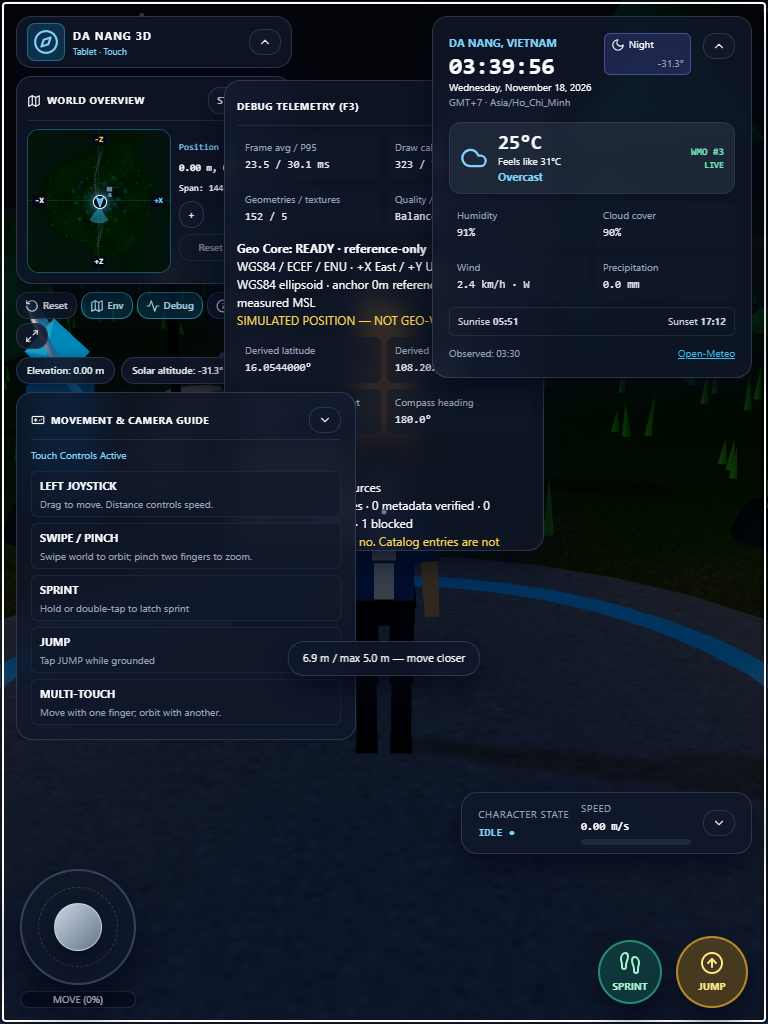 DA NANG 3D
Tablet · Touch
WORLD OVERVIEW
-Z
-X
+X
+Z
Position
0.00 m,
Span: 144
+
Reset
Reset
Env
Debug
Elevation: 0.00 m
Solar altitude: -31.3°
DEBUG TELEMETRY (F3)
Frame avg / P95
23.5 / 30.1 ms
Draw cal
323 /
Geometries / textures
152 / 5
Quality /
Balanc
Geo Core: READY · reference-only
WGS84 / ECEF / ENU · +X East / +Y U
WGS84 ellipsoid · anchor 0m referen
measured MSL
SIMULATED POSITION — NOT GEO-V
Derived latitude
16.0544000°
Derived
108.20
Compass heading
180.0°
urces
es · 0 metadata verified · 0
· 1 blocked
no. Catalog entries are not
DA NANG, VIETNAM
03:39:56
Wednesday, November 18, 2026
GMT+7 · Asia/Ho_Chi_Minh
Night
-31.3°
25°C
Feels like 31°C
Overcast
WMO #3
LIVE
Humidity
91%
Cloud cover
90%
Wind
2.4 km/h · W
Precipitation
0.0 mm
Sunrise 05:51
Sunset 17:12
Observed: 03:30
Open-Meteo
MOVEMENT & CAMERA GUIDE
Touch Controls Active
LEFT JOYSTICK
Drag to move. Distance controls speed.
SWIPE / PINCH
Swipe world to orbit; pinch two fingers to zoom.
SPRINT
Hold or double-tap to latch sprint
JUMP
Tap JUMP while grounded
MULTI-TOUCH
Move with one finger; orbit with another.
6.9 m / max 5.0 m — move closer
CHARACTER STATE
IDLE
SPEED
0.00 m/s
MOVE (0%)
SPRINT
JUMP